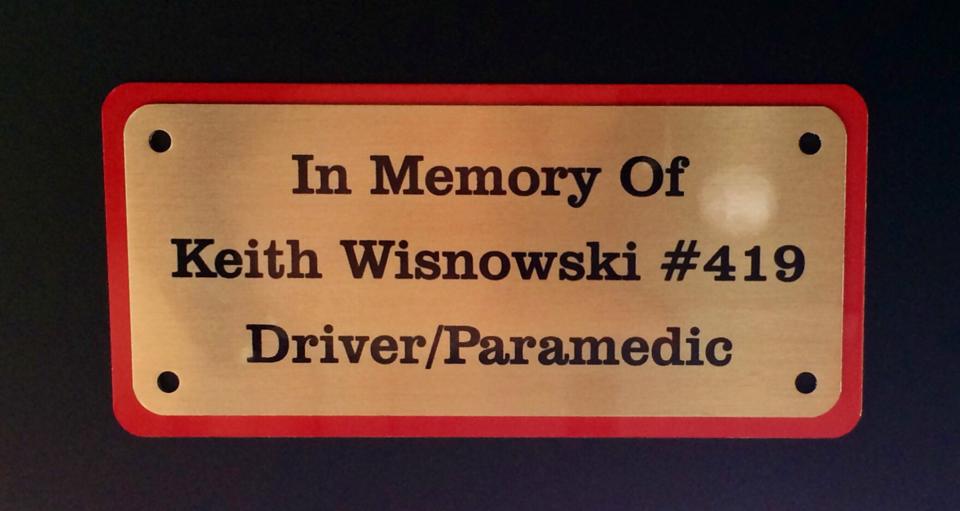 In Memory Of
Keith Wisnowski #419
Driver/Paramedic